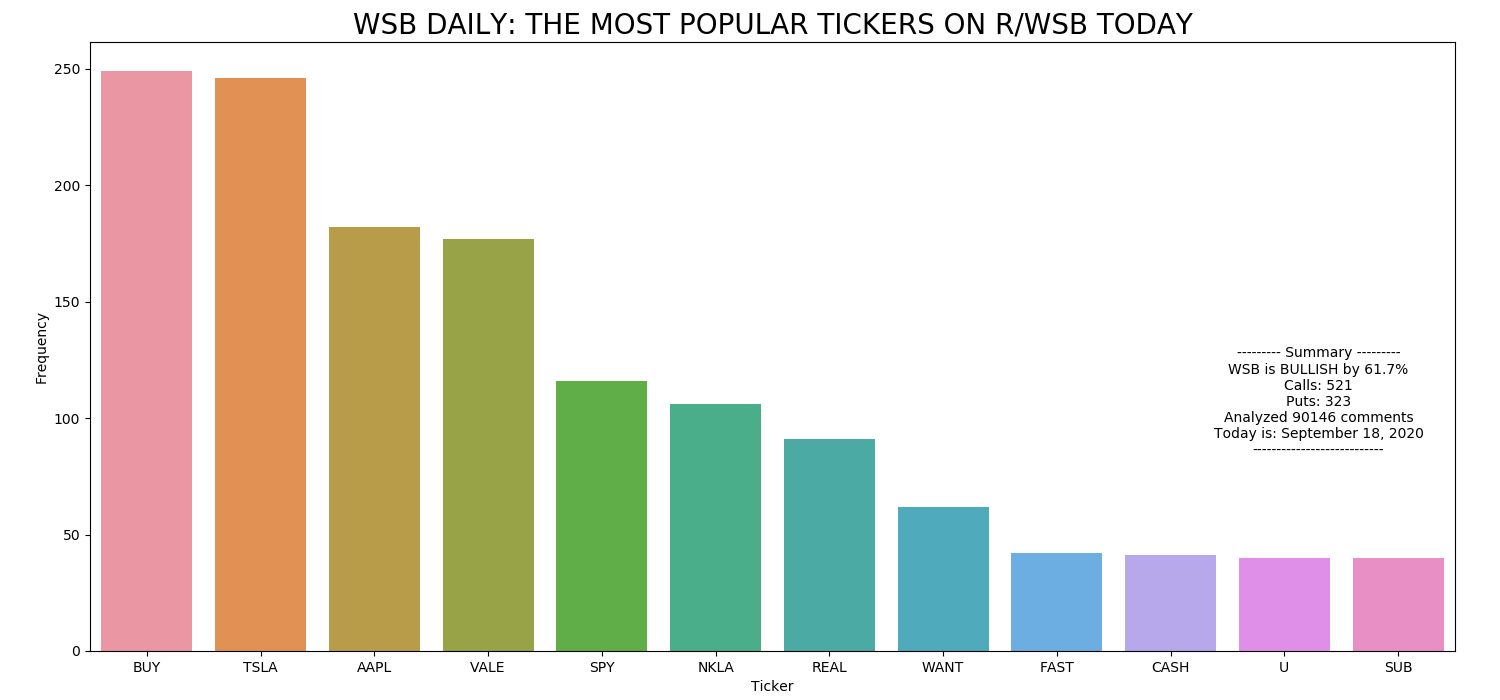 WSB DAILY: THE MOST POPULAR TICKERS ON R/WSB TODAY
250
200
150
100
50
0
Frequency
--------- Summary ---------
WSB is BULLISH by 61.7%
Calls: 521
Puts: 323
Analyzed 90146 comments
Today is: September 18, 2020
---------------------------
BUY TSLA AAPL VALE SPY NKLA REAL WANT FAST CASH U SUB
Ticker